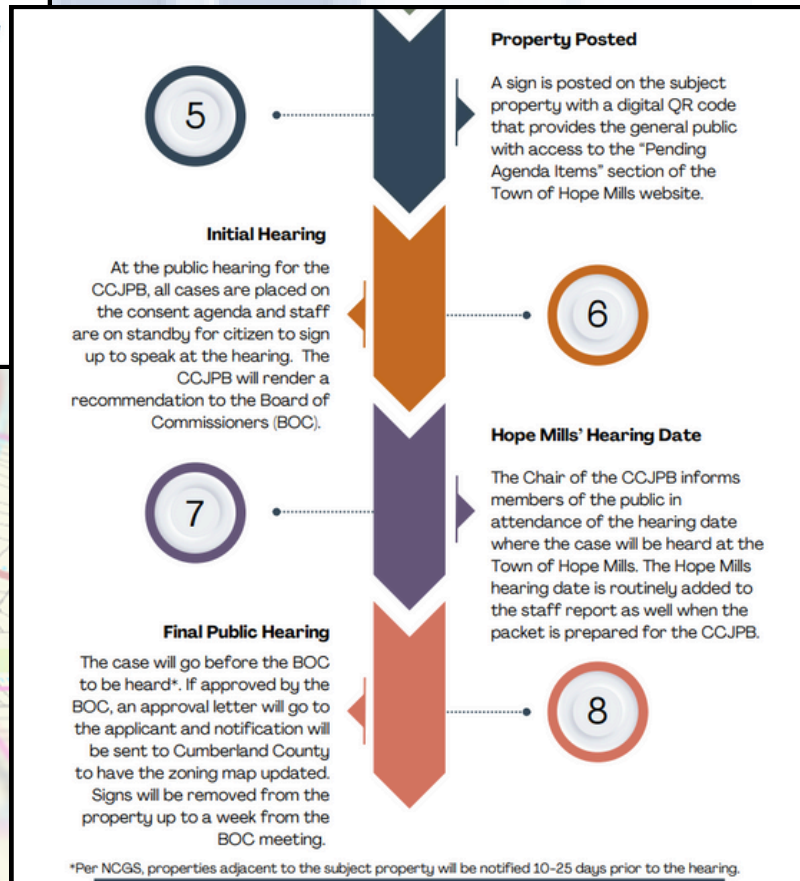 5
Property Posted
A sign is posted on the subject
property with a digital QR code
that provides the general public
with access to the “Pending
Agenda Items” section of the
Town of Hope Mills website.
Initial Hearing
At the public hearing for the
CCJPB, all cases are placed on
the consent agenda and staff
are on standby for citizen to sign
up to speak at the hearing. The
CCJPB will render a
recommendation to the Board of
Commissioners (BOC).
6
7
Hope Mills’ Hearing Date
The Chair of the CCJPB informs
members of the public in
attendance of the hearing date
where the case will be heard at the
Town of Hope Mills. The Hope Mills
hearing date is routinely added to
the staff report as well when the
packet is prepared for the CCJPB.
Final Public Hearing
The case will go before the BOC
to be heard*. If approved by the
BOC, an approval letter will go to
the applicant and notification will
be sent to Cumberland County
to have the zoning map updated.
Signs will be removed from the
property up to a week from the
BOC meeting.
8
*Per NCGS, properties adjacent to the subject property will be notified 10-25 days prior to the hearing.